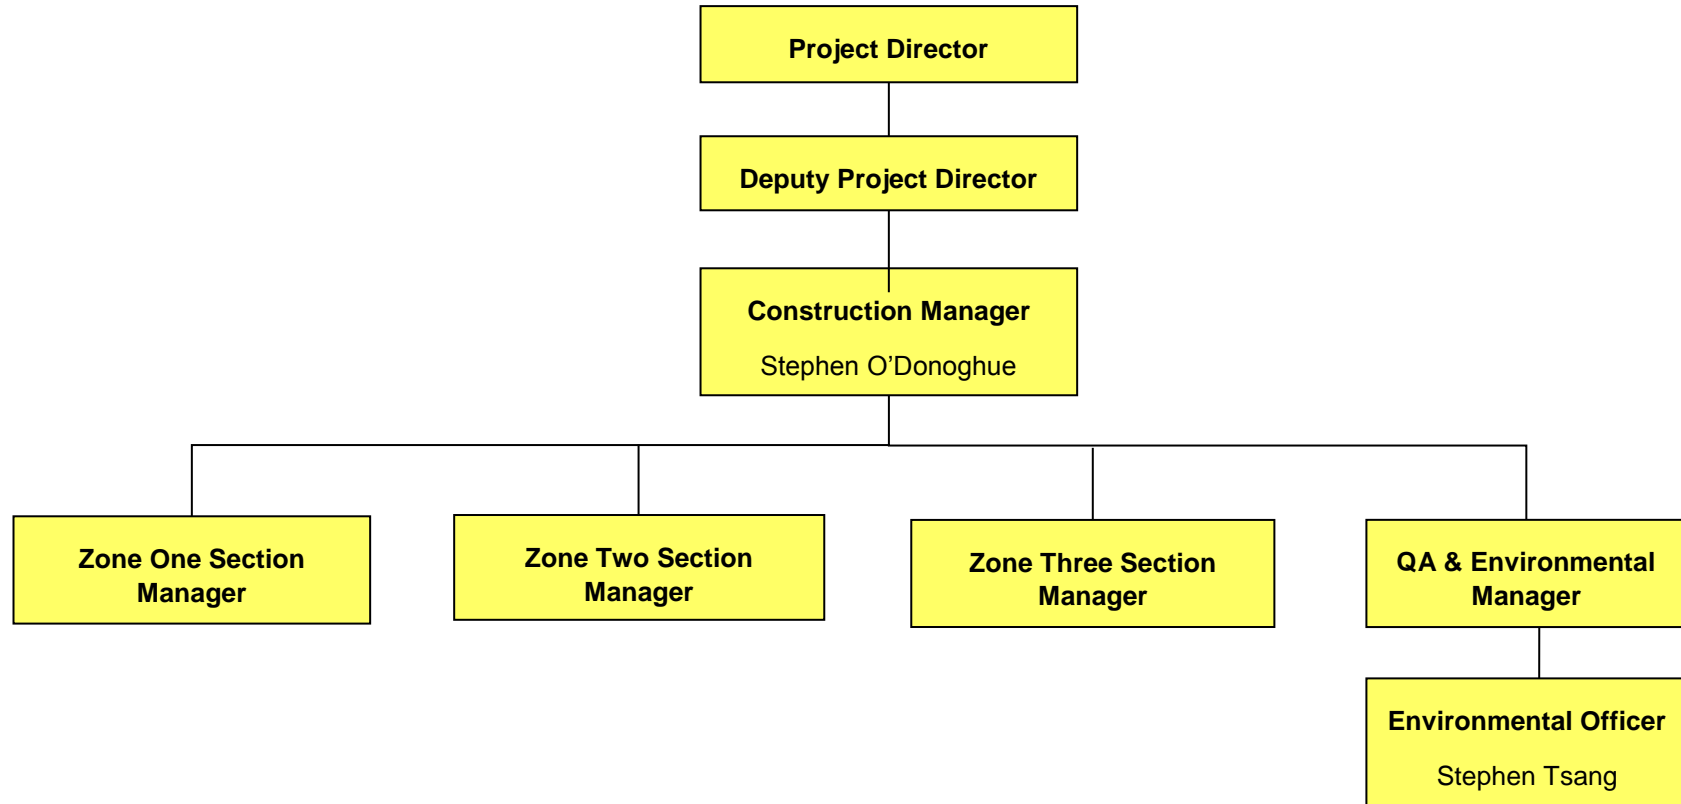 Project Director
Deputy Project Director
Construction Manager
Stephen O’Donoghue
Zone One Section
Manager
Zone Two Section
Manager
Zone Three Section
Manager
QA & Environmental
Manager
Environmental Officer
Stephen Tsang